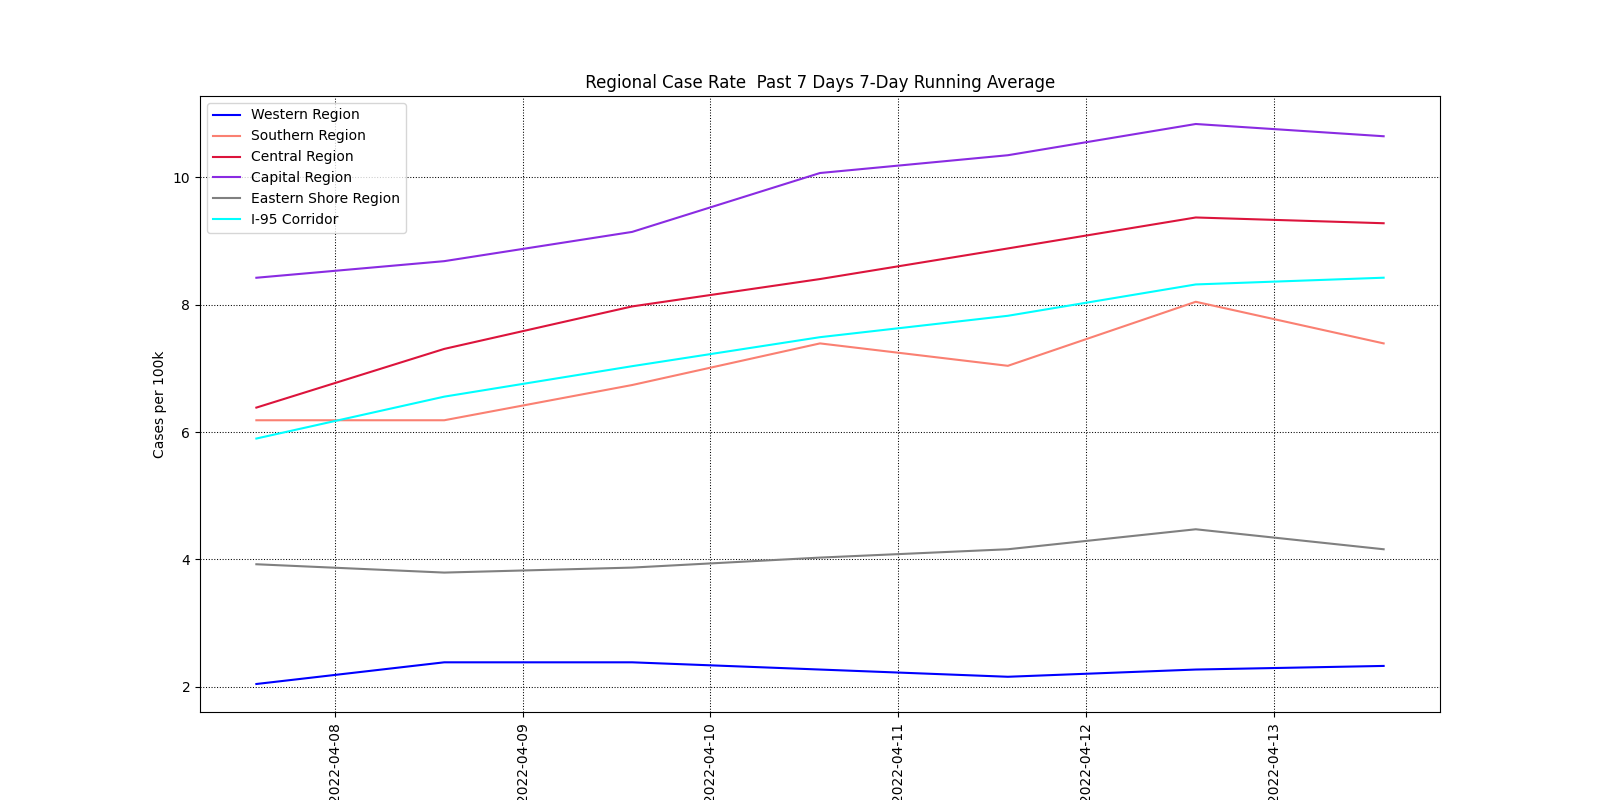 Regional Case Rate  Past 7 Days 7-Day Running Average
Western Region
Southern Region
Central Region
Capital Region
Eastern Shore Region
I-95 Corridor
Cases per 100k
10
8
6
4
2
2022-04-08
2022-04-09
2022-04-10
2022-04-11
2022-04-12
2022-04-13